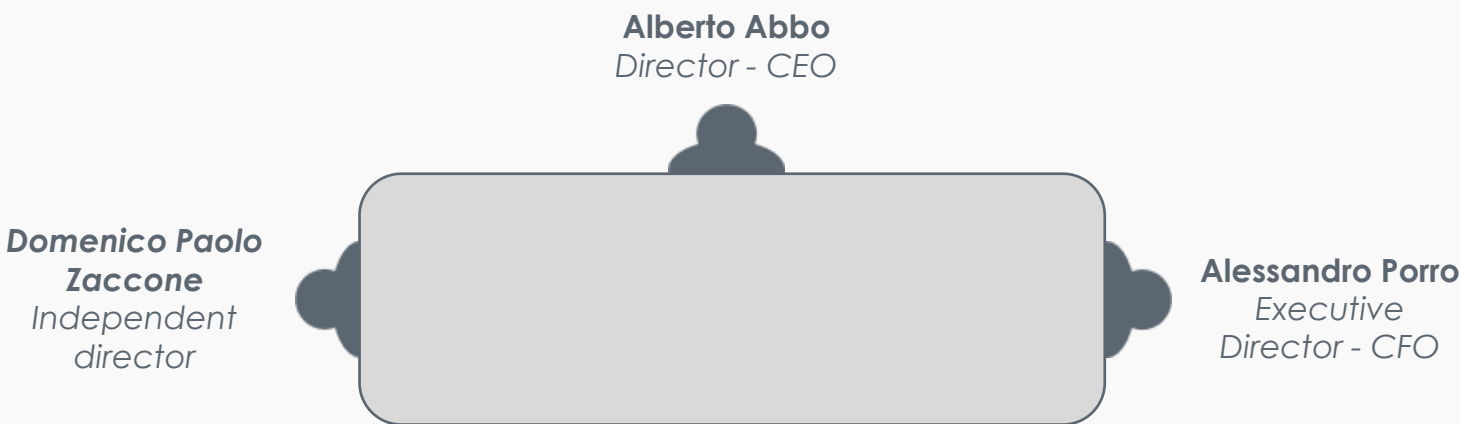 Alberto Abbo
Director - CEO
Domenico Paolo
Zaccone
Independent
director
Alessandro Porro
Executive
Director - CFO